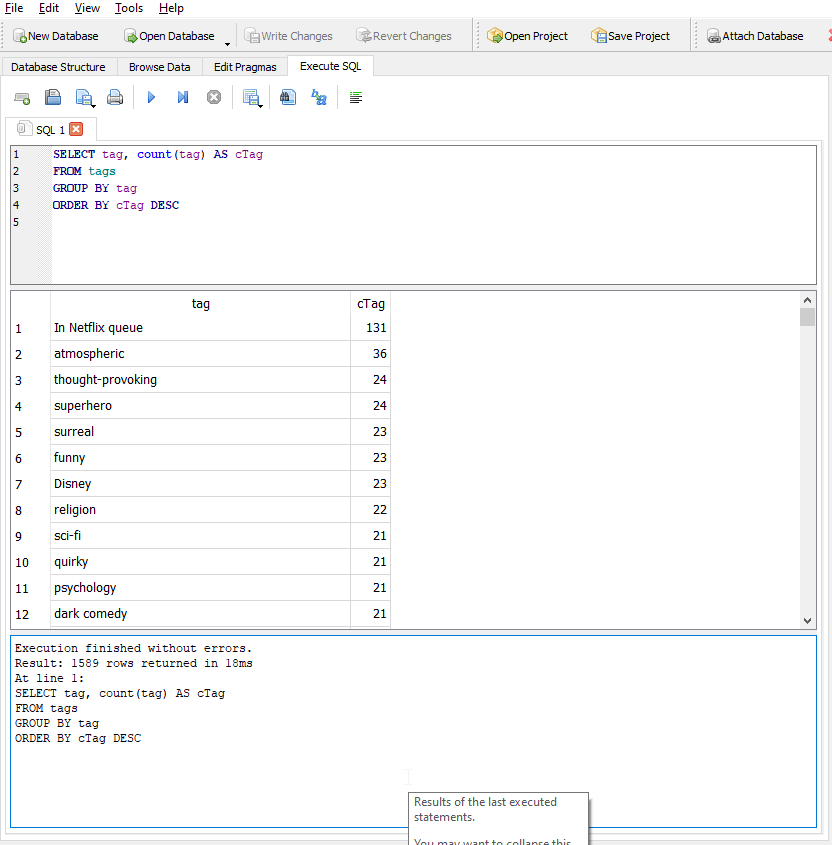 File Edit View Tools Help
New Database Open Database Write Changes Revert Changes Open Project Save Project Attach Database
Database Structure Browse Data Edit Pragmas Execute SQL
SQL 1
1 SELECT tag, count(tag) AS cTag
2 FROM tags
3 GROUP BY tag
4 ORDER BY cTag DESC
5
tag cTag
1 In Netflix queue 131
2 atmospheric 36
3 thought-provoking 24
4 superhero 24
5 surreal 23
6 funny 23
7 Disney 23
8 religion 22
9 sci-fi 21
10 quirky 21
11 psychology 21
12 dark comedy 21
Execution finished without errors.
Result: 1589 rows returned in 18ms
At line 1:
SELECT tag, count(tag) AS cTag
FROM tags
GROUP BY tag
ORDER BY cTag DESC
Results of the last executed
statements.
You may want to collapse this